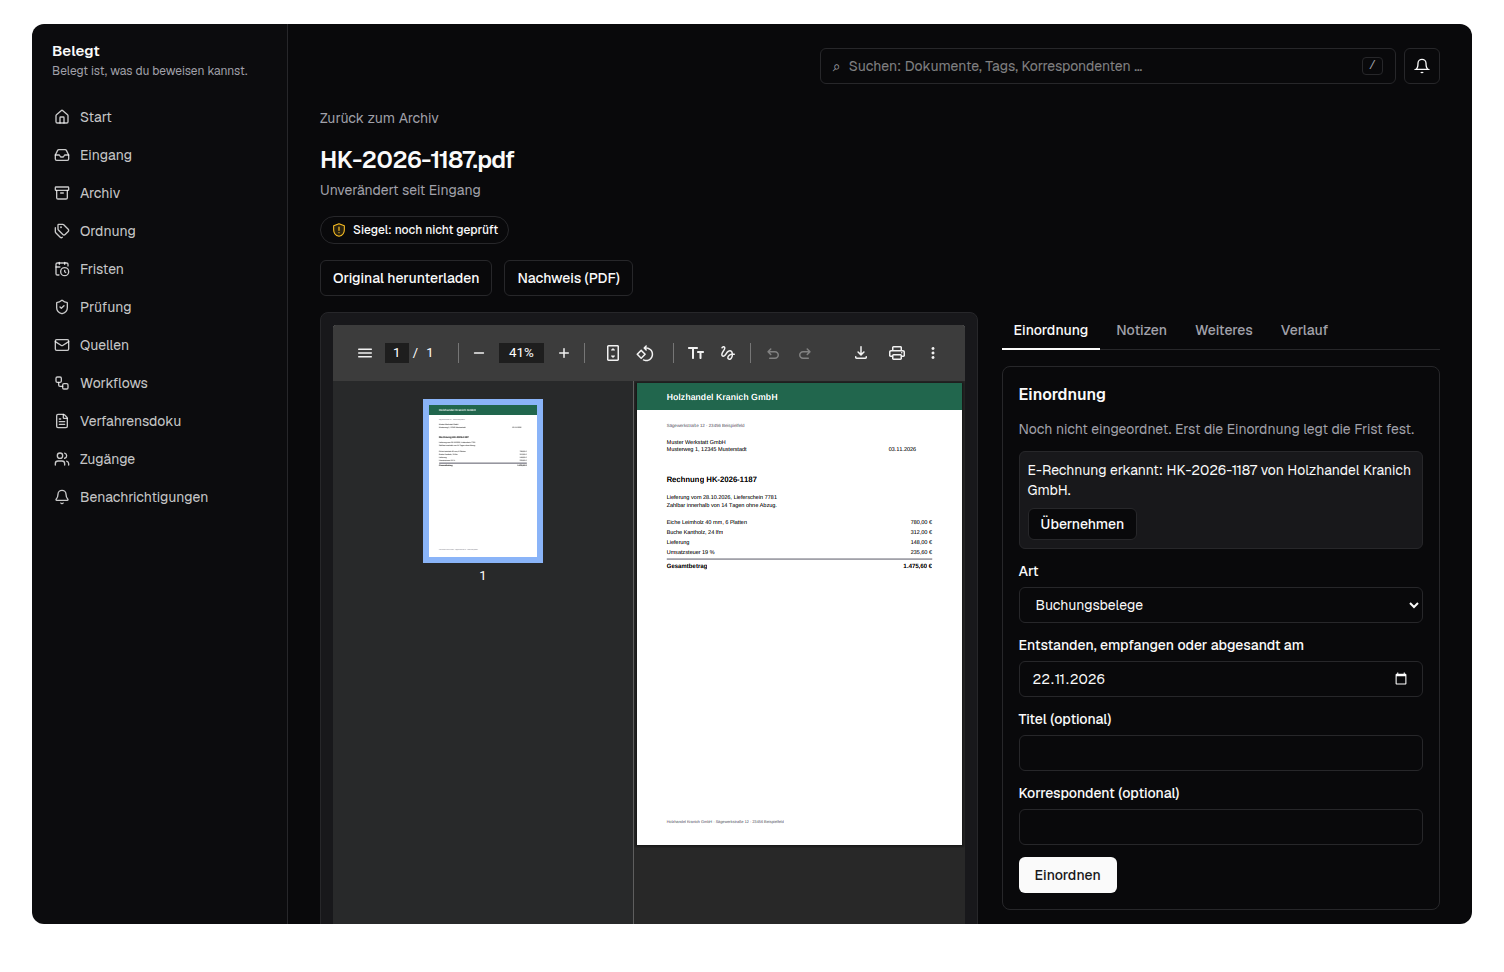 Belegt
Belegt ist, was du beweisen kannst.
Start
Eingang
Archiv
Ordnung
Fristen
Prüfung
Quellen
Workflows
Verfahrensdoku
Zugänge
Benachrichtigungen
Suchen: Dokumente, Tags, Korrespondenten …
/
Zurück zum Archiv
HK-2026-1187.pdf
Unverändert seit Eingang
Siegel: noch nicht geprüft
Original herunterladen
Nachweis (PDF)
1 / 1
41%
1
Holzhandel Kranich GmbH
Muster Werkstatt GmbH
Musterweg 1, 12345 Musterstadt
03.11.2026
Rechnung HK-2026-1187
Lieferung vom 28.10.2026, Lieferschein 7781
Zahlbar innerhalb von 14 Tagen ohne Abzug.
Eiche Leimholz 40 mm, 6 Platten 780,00 €
Buche Kantholz, 24 lfm 312,00 €
Lieferung 148,00 €
Umsatzsteuer 19 % 235,60 €
Gesamtbetrag 1.475,60 €
Einordnung
Notizen
Weiteres
Verlauf
Einordnung
Noch nicht eingeordnet. Erst die Einordnung legt die Frist fest.
E-Rechnung erkannt: HK-2026-1187 von Holzhandel Kranich
GmbH.
Übernehmen
Art
Buchungsbelege
Entstanden, empfangen oder abgesandt am
22.11.2026
Titel (optional)
Korrespondent (optional)
Einordnen